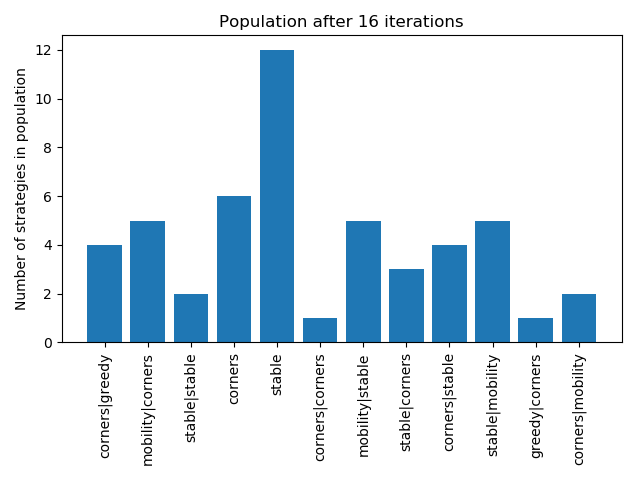 Population after 16 iterations
Number of strategies in population
12
10
8
6
4
2
0
corners|greedy
mobility|corners
stable|stable
corners
stable
corners|corners
mobility|stable
stable|corners
corners|stable
stable|mobility
greedy|corners
corners|mobility